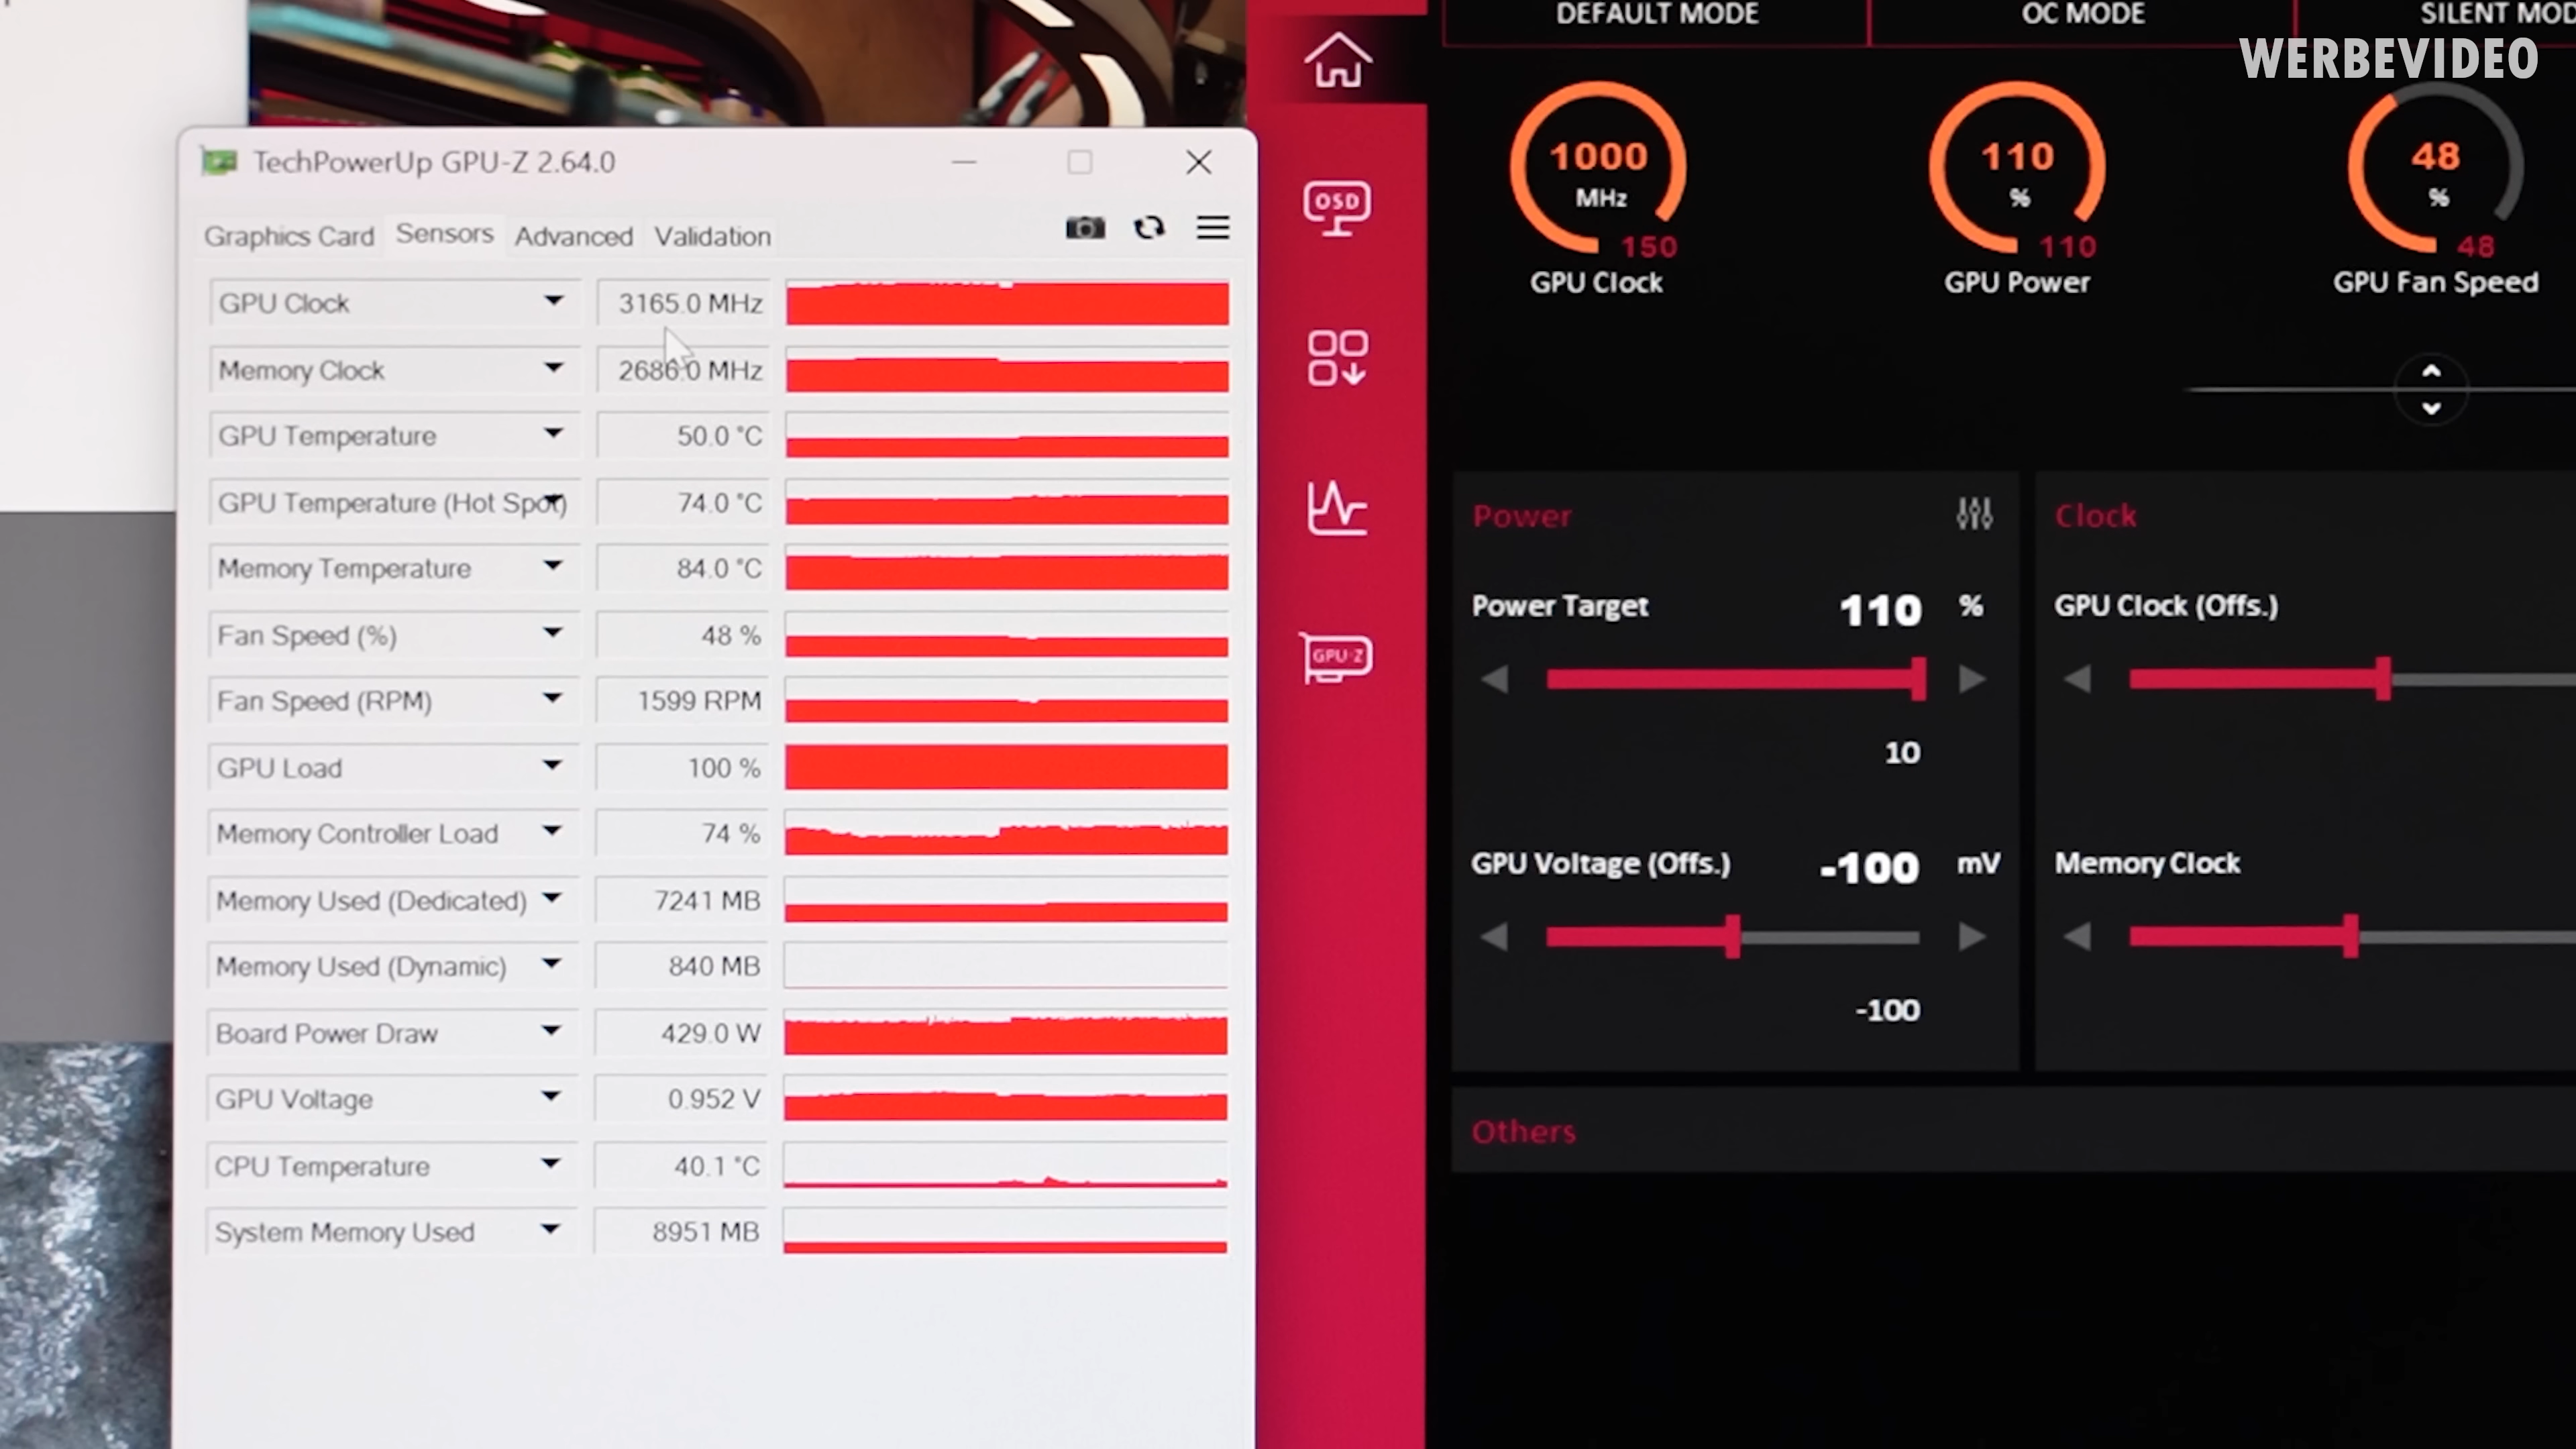 DEFAULT MODE
OC MODE
SILENT MOD
WERBEVIDEO
TechPowerUp GPU-Z 2.64.0
Graphics Card Sensors Advanced Validation
GPU Clock 3165.0 MHz
Memory Clock 2686.0 MHz
GPU Temperature 50.0 °C
GPU Temperature (Hot Spot) 74.0 °C
Memory Temperature 84.0 °C
Fan Speed (%) 48 %
Fan Speed (RPM) 1599 RPM
GPU Load 100 %
Memory Controller Load 74 %
Memory Used (Dedicated) 7241 MB
Memory Used (Dynamic) 840 MB
Board Power Draw 429.0 W
GPU Voltage 0.952 V
CPU Temperature 40.1 °C
System Memory Used 8951 MB
OSD
GPU-Z
1000
MHz
150
GPU Clock
110
%
110
GPU Power
48
%
48
GPU Fan Speed
Power
Power Target 110 %
10
GPU Voltage (Offs.) -100 mV
-100
Clock
GPU Clock (Offs.)
Memory Clock
Others